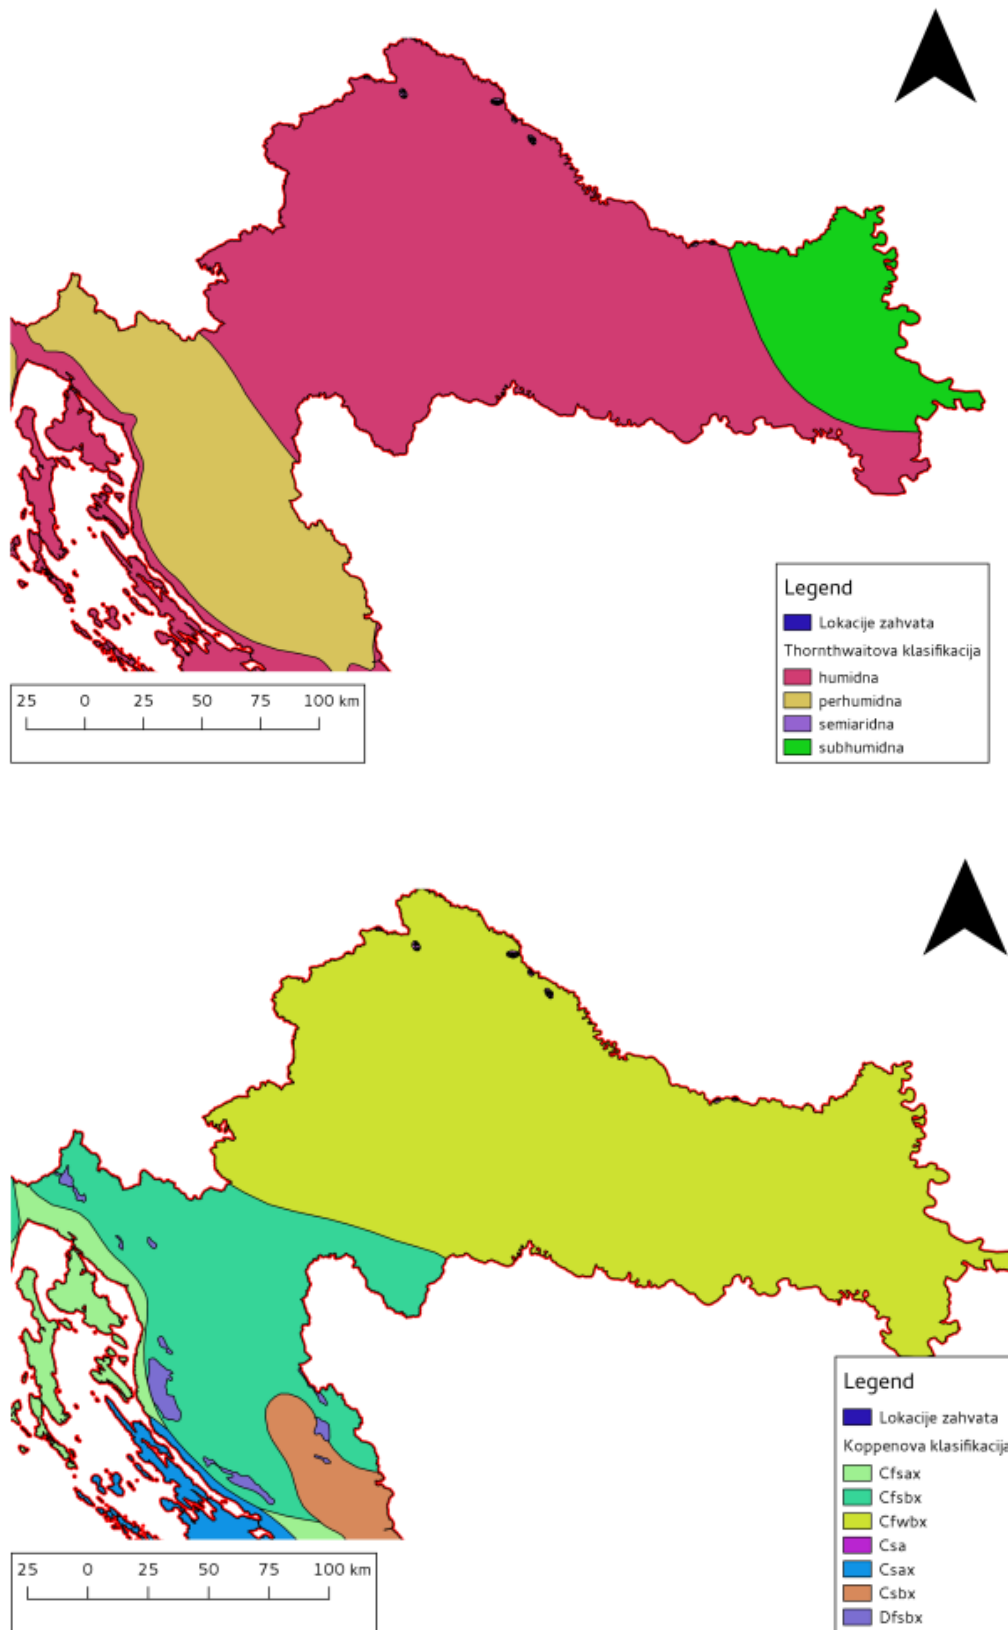 Legend
Lokacije zahvata
Thornthwaitova klasifikacija
humidna
perhumidna
semiaridna
subhumidna
25 0 25 50 75 100 km
Legend
Lokacije zahvata
Koppenova klasifikacija
Cfsax
Cfsbx
Cfwbx
Csa
Csax
Csbx
Dfsbx
25 0 25 50 75 100 km